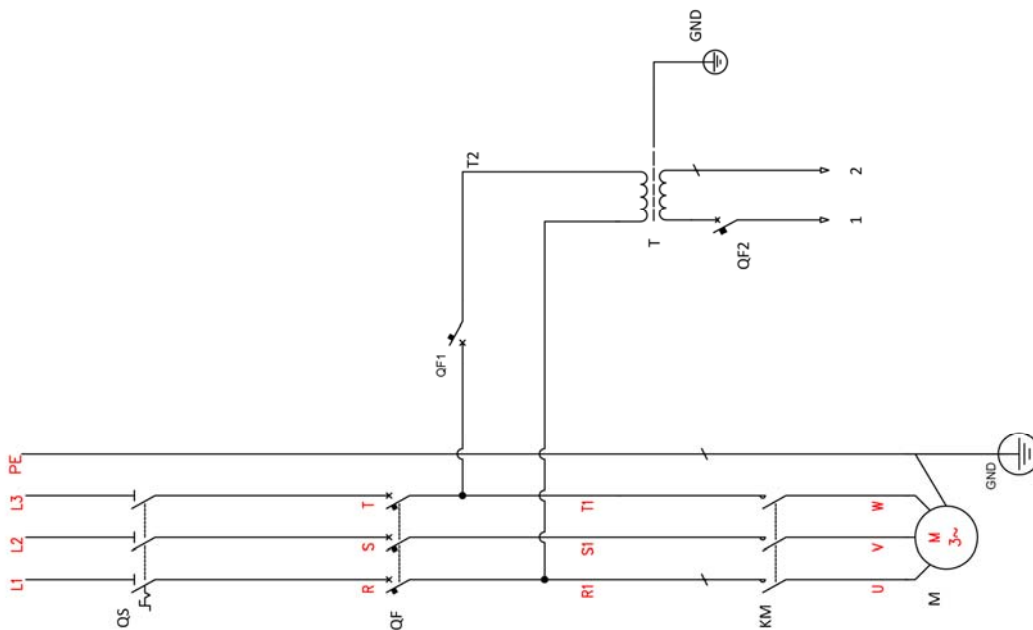 GND
T2
T
QF2
1
2
QF1
PE
L1
L2
L3
QS
R
S
T
QF
R1
S1
T1
KM
U
V
W
M
3~
M
GND